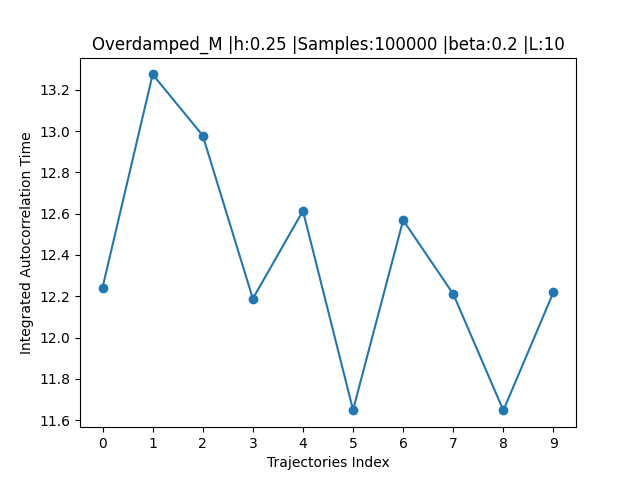 Overdamped_M |h:0.25 |Samples:100000 |beta:0.2 |L:10
Integrated Autocorrelation Time
13.2
13.0
12.8
12.6
12.4
12.2
12.0
11.8
11.6
0 1 2 3 4 5 6 7 8 9
Trajectories Index